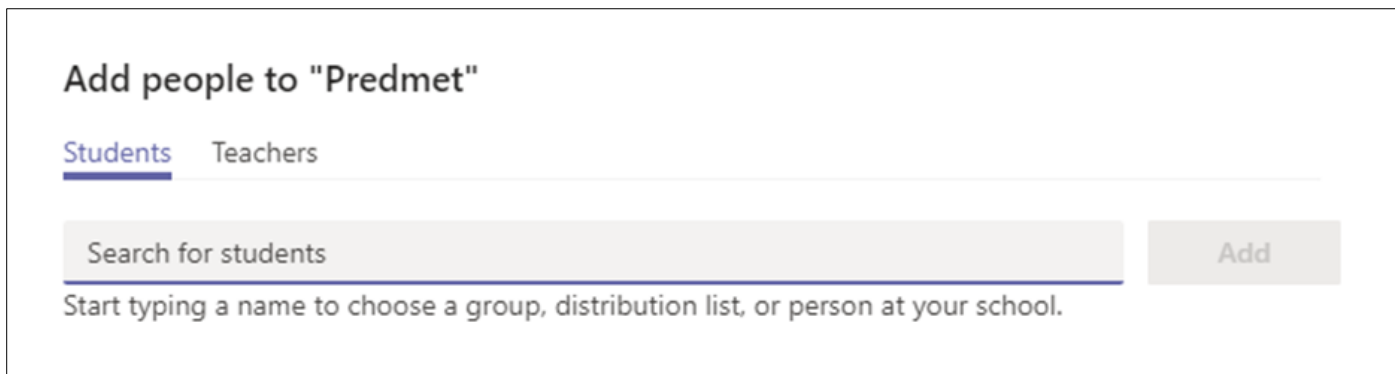 Add people to "Predmet"
Students Teachers
Search for students Add
Start typing a name to choose a group, distribution list, or person at your school.